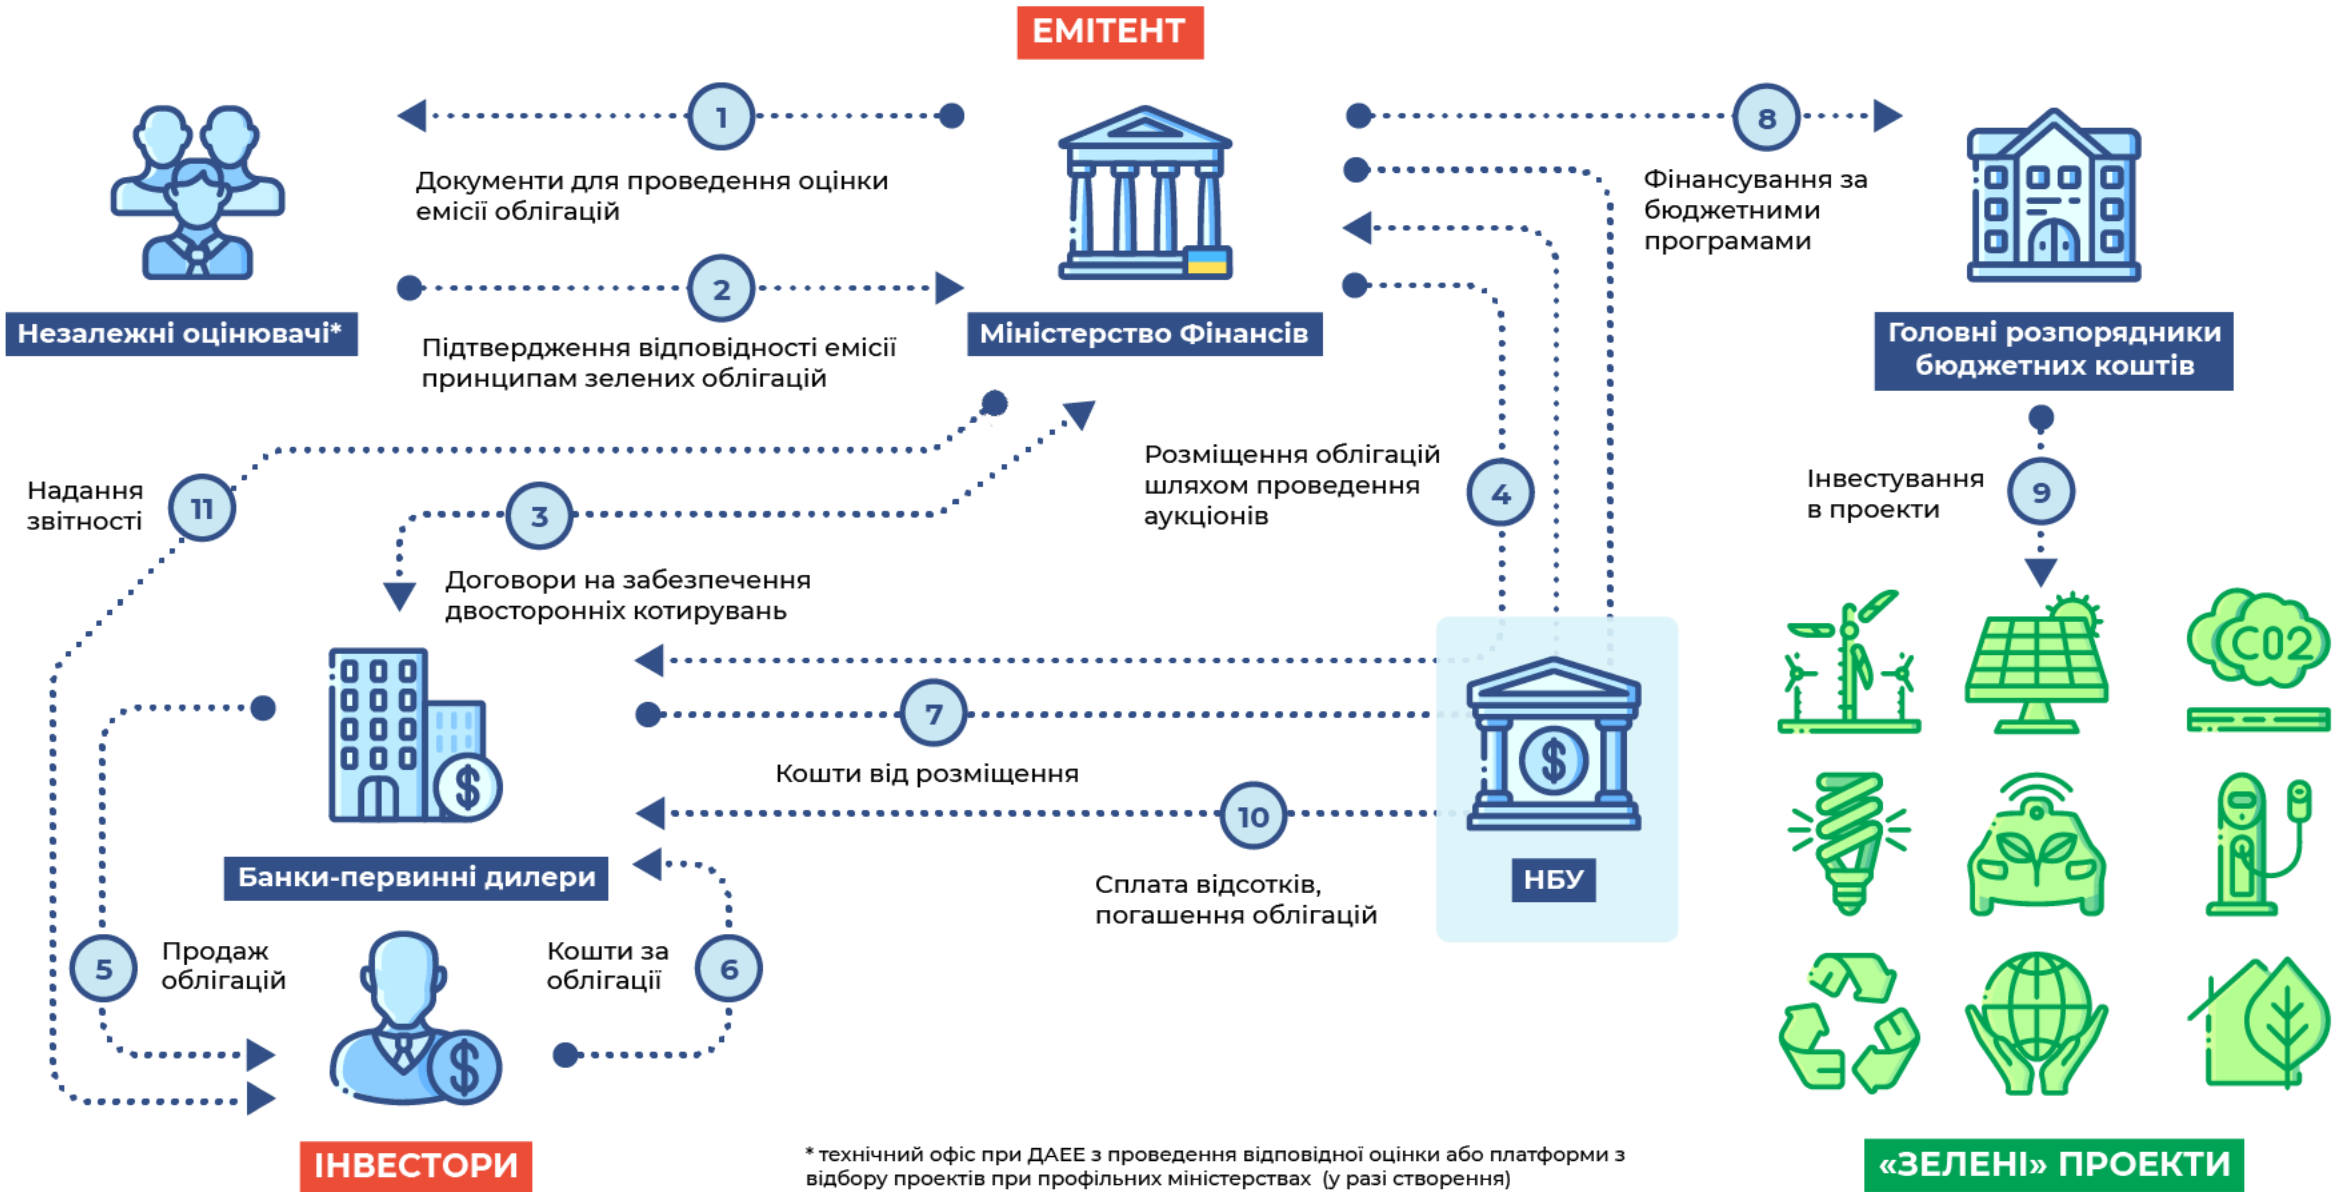 ЕМІТЕНТ
1
8
Документи для проведення оцінки
емісії облігацій
Фінансування за
бюджетними
програмами
2
Незалежні оцінювачі*
Міністерство Фінансів
Головні розпорядники
бюджетних коштів
Підтвердження відповідності емісії
принципам зелених облігацій
Надання
звітності
11
3
Розміщення облігацій
шляхом проведення
аукціонів
4
Інвестування
в проекти
9
Договори на забезпечення
двосторонніх котирувань
CO2
7
$
$
Кошти від розміщення
10
Банки-первинні дилери
НБУ
Сплата відсотків,
погашення облігацій
5
Продаж
облігацій
Кошти за
облігації
6
$
ІНВЕСТОРИ
* технічний офіс при ДАЕЕ з проведення відповідної оцінки або платформи з
відбору проектів при профільних міністерствах (у разі створення)
«ЗЕЛЕНІ» ПРОЕКТИ